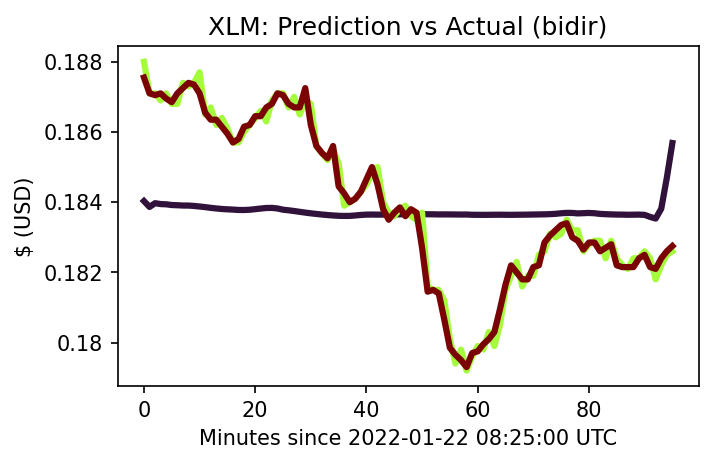 XLM: Prediction vs Actual (bidir)
0.188
0.186
0.184
0.182
0.18
$ (USD)
0 20 40 60 80
Minutes since 2022-01-22 08:25:00 UTC